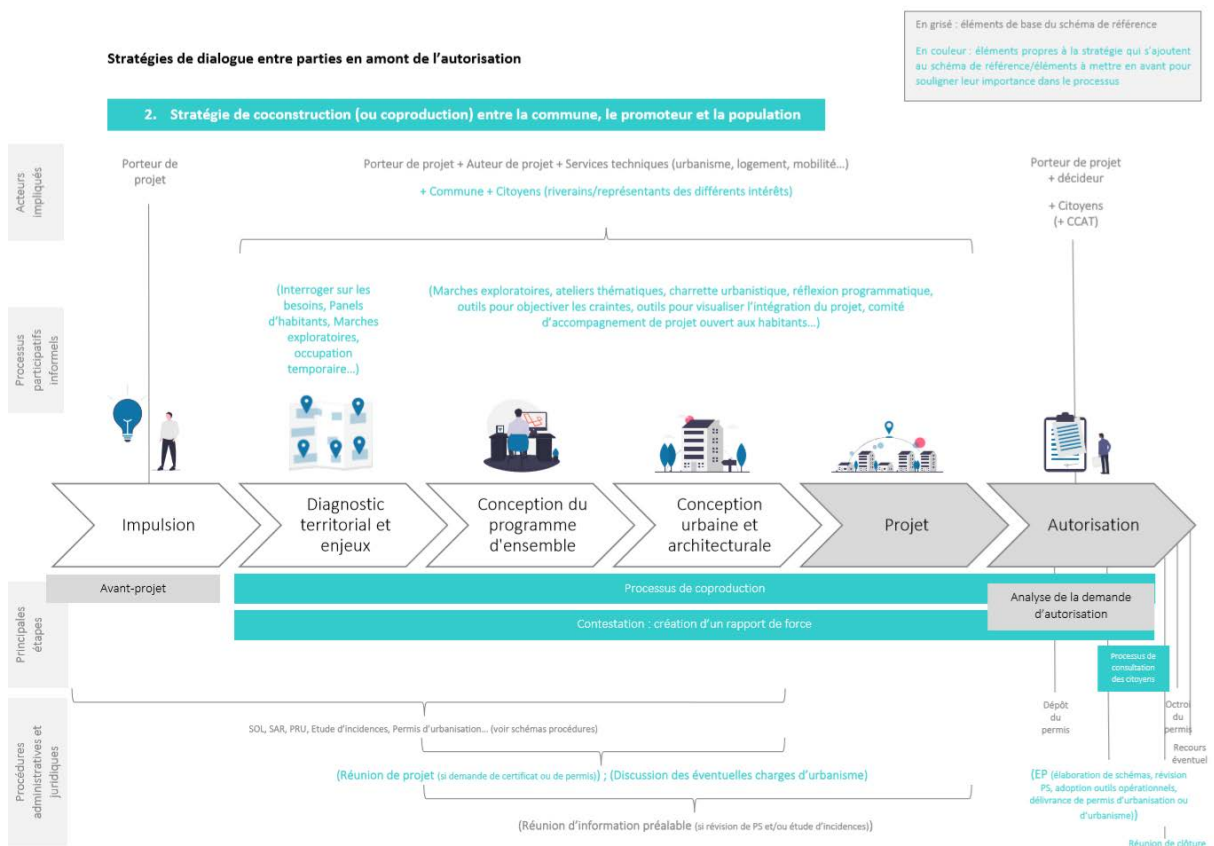 En grisé : éléments de base du schéma de référence
En couleur : éléments propres à la stratégie qui s'ajoutent
au schéma de référence/éléments à mettre en avant pour
souligner leur importance dans le processus
Stratégies de dialogue entre parties en amont de l'autorisation
2. Stratégie de coconstruction (ou coproduction) entre la commune, le promoteur et la population
Acteurs
impliqués
Porteur de
projet
Porteur de projet + Auteur de projet + Services techniques (urbanisme, logement, mobilité...)
+ Commune + Citoyens (riverains/représentants des différents intérêts)
Porteur de projet
+ décideur
+ Citoyens
(+ CCAT)
Processus
participatifs
informels
(Interroger sur les
besoins, Panels
d'habitants, Marches
exploratoires,
occupation
temporaire...)
(Marches exploratoires, ateliers thématiques, charrette urbanistique, réflexion programmatique,
outils pour objectiver les craintes, outils pour visualiser l'intégration du projet, comité
d'accompagnement de projet ouvert aux habitants...)
Impulsion
Diagnostic
territorial et
enjeux
Conception du
programme
d'ensemble
Conception
urbaine et
architecturale
Projet
Autorisation
Principales
étapes
Avant-projet
Processus de coproduction
Analyse de la demande
d'autorisation
Contestation : création d'un rapport de force
Processus de
consultation
des citoyens
Procédures
administratives et
juridiques
SOL, SAR, PRU, Etude d'incidences, Permis d'urbanisation... (voir schémas procédures)
(Réunion de projet (si demande de certificat ou de permis)) ; (Discussion des éventuelles charges d'urbanisme)
(Réunion d'information préalable (si révision de PS et/ou étude d'incidences))
Dépôt
du
permis
Octroi
du
permis
Recours
éventuel
(EP (élaboration de schémas, révision
PS, adoption outils opérationnels,
délivrance de permis d'urbanisation ou
d'urbanisme))
Réunion de clôture